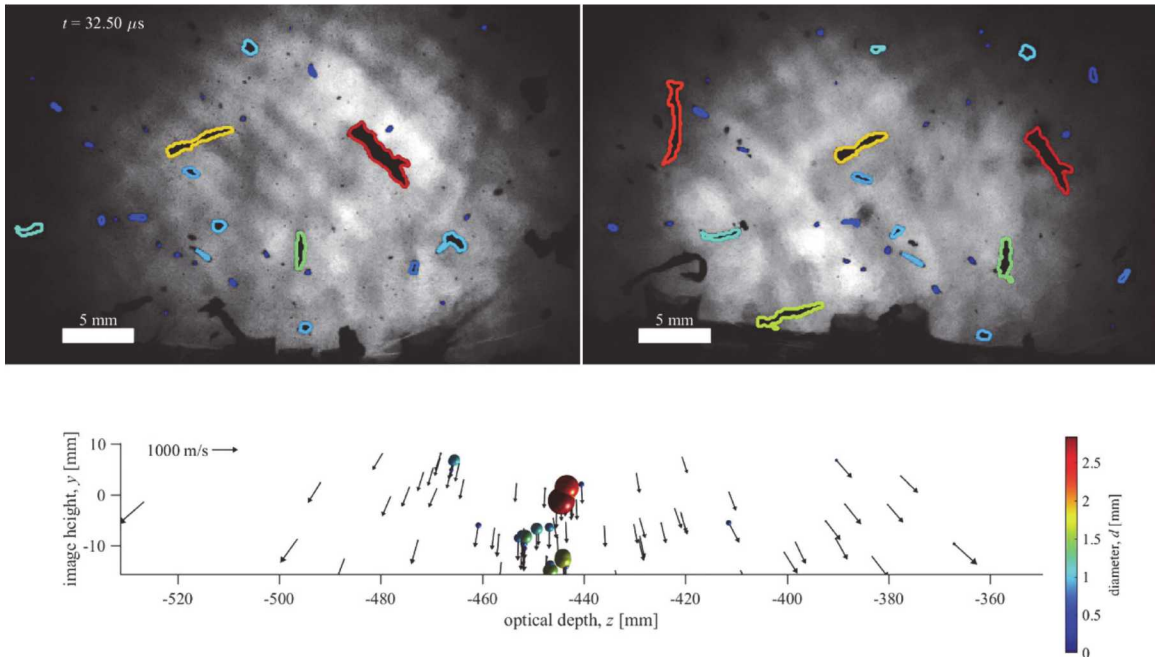 t = 32.50 μs
5 mm
5 mm
1000 m/s
image height, y [mm]
10
0
-10
-520
-500
-480
-460
-440
-420
-400
-380
-360
optical depth, z [mm]
2.5
2
1.5
1
0.5
0
diameter, d [mm]